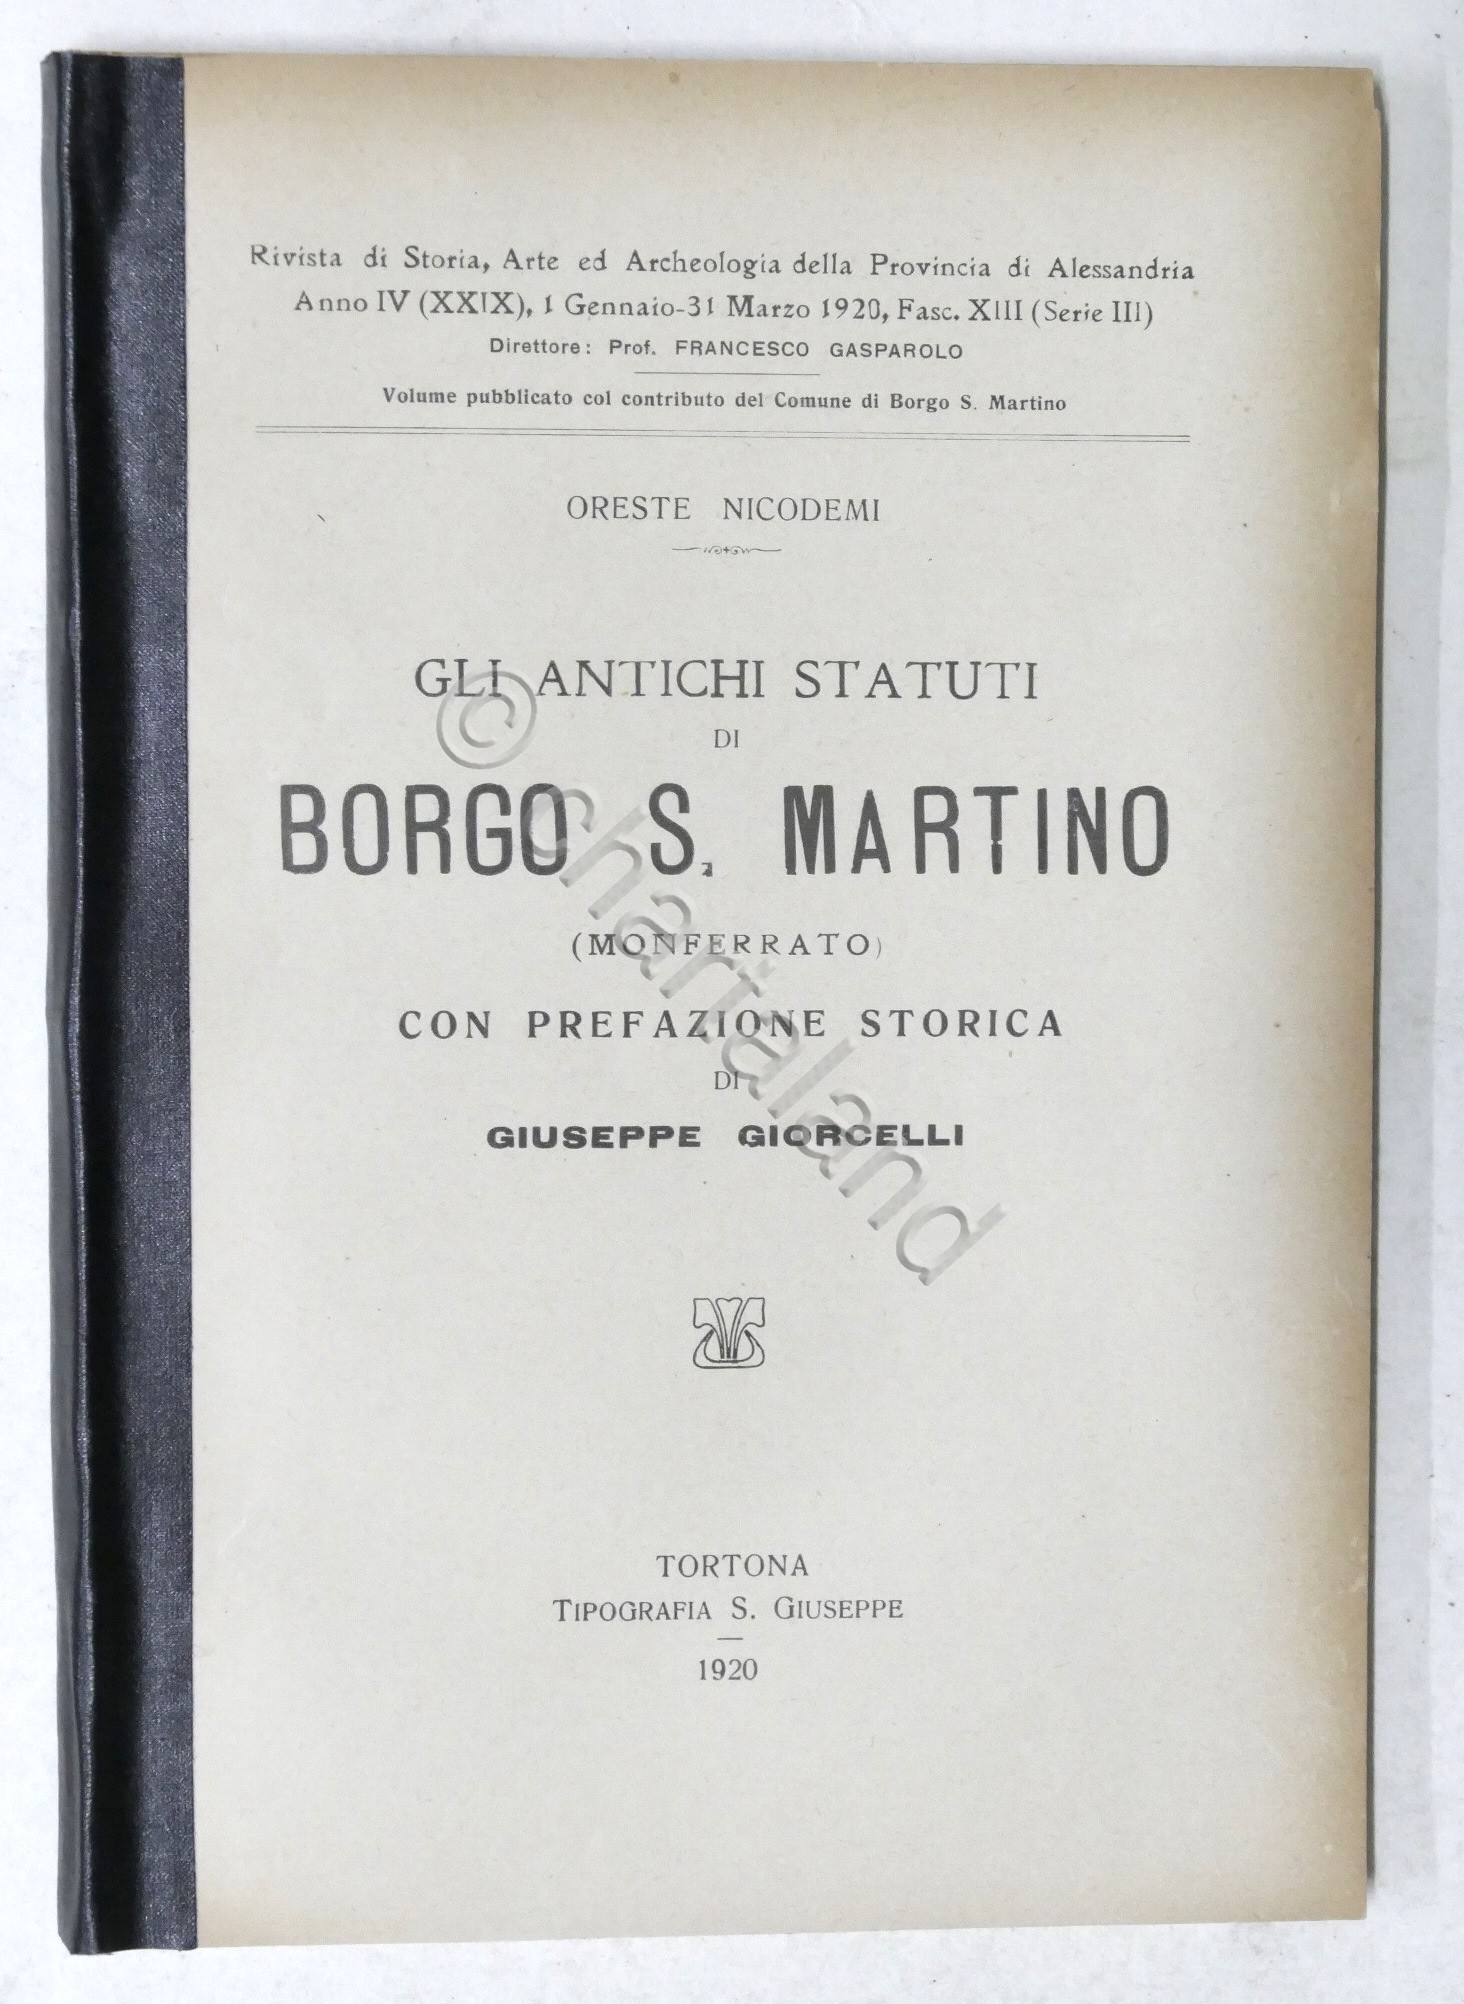 Rivista di Storia, Arte ed Archeologia della Provincia di Alessandria
Anno IV (XXIX), 1 Gennaio-31 Marzo 1920, Fasc. XIII (Serie III)
Direttore: Prof. FRANCESCO GASPAROLO
Volume pubblicato col contributo del Comune di Borgo S. Martino
ORESTE NICODEMI
GLI ANTICHI STATUTI
DI
BORGO S. MARTINO
(MONFERRATO)
CON PREFAZIONE STORICA
DI
GIUSEPPE GIORCELLI
TORTONA
TIPOGRAFIA S. GIUSEPPE
1920
© chartaland